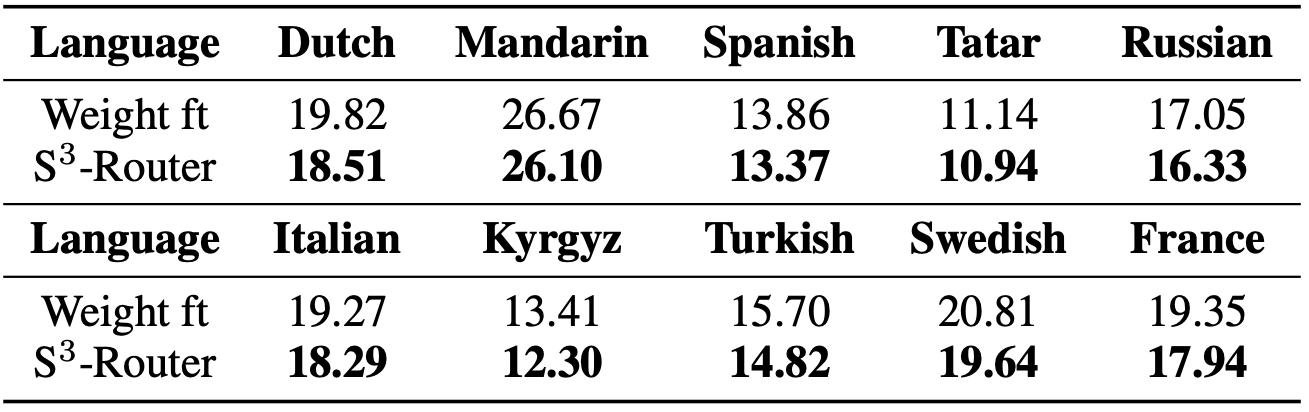 Language Dutch Mandarin Spanish Tatar Russian
Weight ft 19.82 26.67 13.86 11.14 17.05
S³-Router 18.51 26.10 13.37 10.94 16.33
Language Italian Kyrgyz Turkish Swedish France
Weight ft 19.27 13.41 15.70 20.81 19.35
S³-Router 18.29 12.30 14.82 19.64 17.94